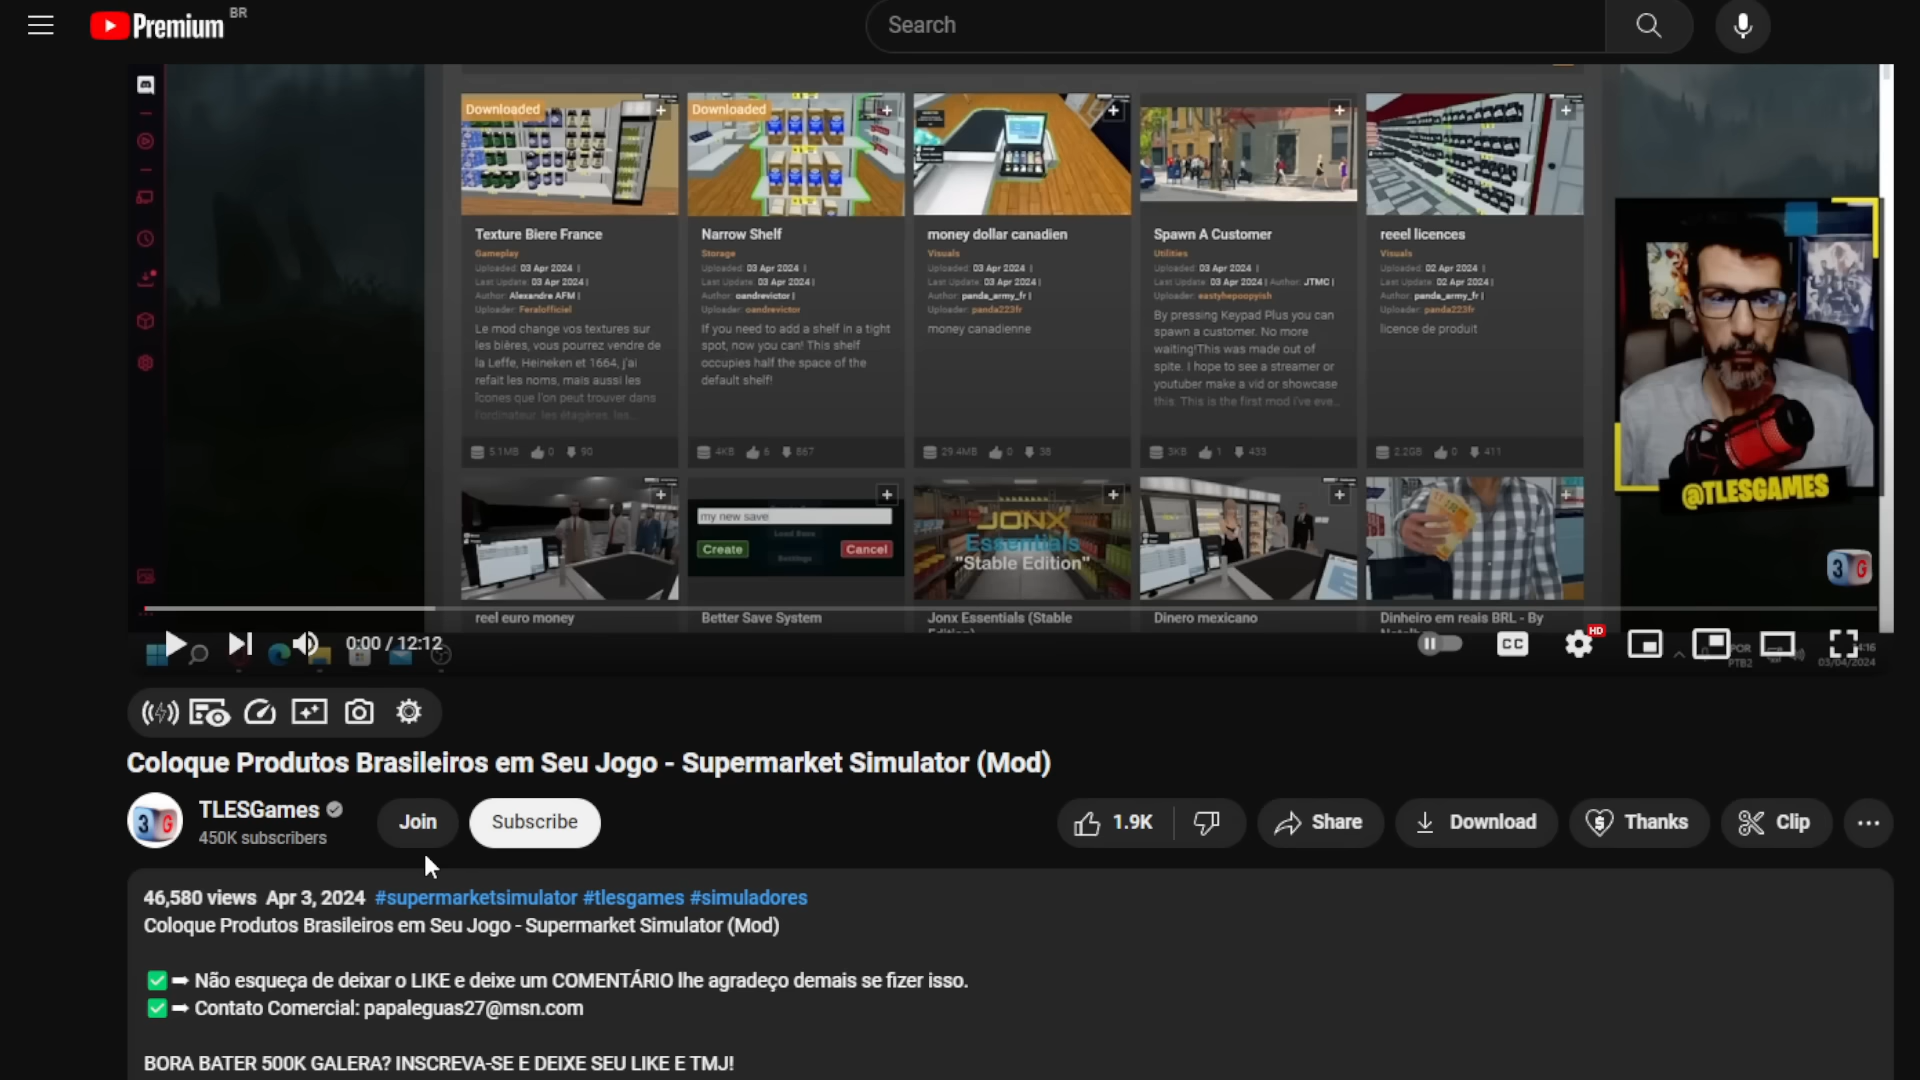 Premium BR
Search
Downloaded
Downloaded
Texture Biere France
Gameplay
Uploaded: 03 Apr 2024 |
Last Update: 03 Apr 2024 |
Author: Alexandre AFM |
Uploader: Feralofficiel
Le mod change vos textures sur
les bières, vous pourrez vendre de
la Leffe, Heineken et 1664, j'ai
refait les noms, mais aussi les
îcones que l'on peut trouver dans
l'ordinateur, les étagères, les...
5.1MB 0 90
Narrow Shelf
Storage
Uploaded: 03 Apr 2024 |
Last Update: 03 Apr 2024 |
Author: oandrevictor |
Uploader: oandrevictor
If you need to add a shelf in a tight
spot, now you can! This shelf
occupies half the space of the
default shelf!
4KB 6 867
money dollar canadien
Visuals
Uploaded: 03 Apr 2024 |
Last Update: 03 Apr 2024 |
Author: panda_army_fr |
Uploader: panda223fr
money canadienne
29.4MB 0 38
Spawn A Customer
Utilities
Uploaded: 03 Apr 2024 |
Last Update: 03 Apr 2024 | Author: JTMC |
Uploader: eastyhepoopyish
By pressing Keypad Plus you can
spawn a customer. No more
waiting!This was made out of
spite. I hope to see a streamer or
youtuber make a vid or showcase
this. This is the first mod i've eve...
3KB 1 433
reeel licences
Visuals
Uploaded: 02 Apr 2024 |
Last Update: 02 Apr 2024 |
Author: panda_army_fr |
Uploader: panda223fr
licence de produit
2.2GB 0 411
@TLESGAMES
3 G
my new save
Create Cancel
JONX
Essentials
"Stable Edition"
reel euro money
Better Save System
Jonx Essentials (Stable
Dinero mexicano
Dinheiro em reais BRL - By
0:00 / 12:12
CC
HD
POR
PTB2
03/04/2024
Coloque Produtos Brasileiros em Seu Jogo - Supermarket Simulator (Mod)
3 G
TLESGames
450K subscribers
Join
Subscribe
1.9K
Share
Download
Thanks
Clip
46,580 views Apr 3, 2024 #supermarketsimulator #tlesgames #simuladores
Coloque Produtos Brasileiros em Seu Jogo - Supermarket Simulator (Mod)
✅➡ Não esqueça de deixar o LIKE e deixe um COMENTÁRIO lhe agradeço demais se fizer isso.
✅➡ Contato Comercial: papaleguas27@msn.com
BORA BATER 500K GALERA? INSCREVA-SE E DEIXE SEU LIKE E TMJ!